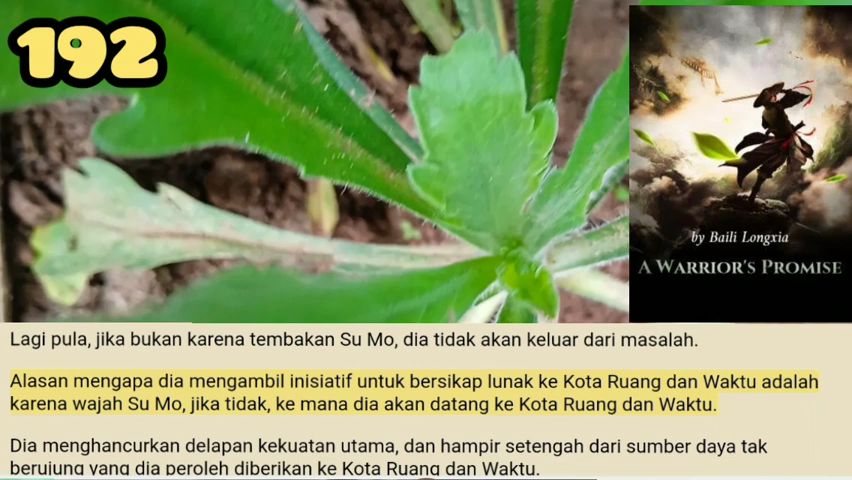 192
by Baili Longxia
A WARRIOR'S PROMISE
Lagi pula, jika bukan karena tembakan Su Mo, dia tidak akan keluar dari masalah.
Alasan mengapa dia mengambil inisiatif untuk bersikap lunak ke Kota Ruang dan Waktu adalah
karena wajah Su Mo, jika tidak, ke mana dia akan datang ke Kota Ruang dan Waktu.
Dia menghancurkan delapan kekuatan utama, dan hampir setengah dari sumber daya tak
berujung yang dia peroleh diberikan ke Kota Ruang dan Waktu.